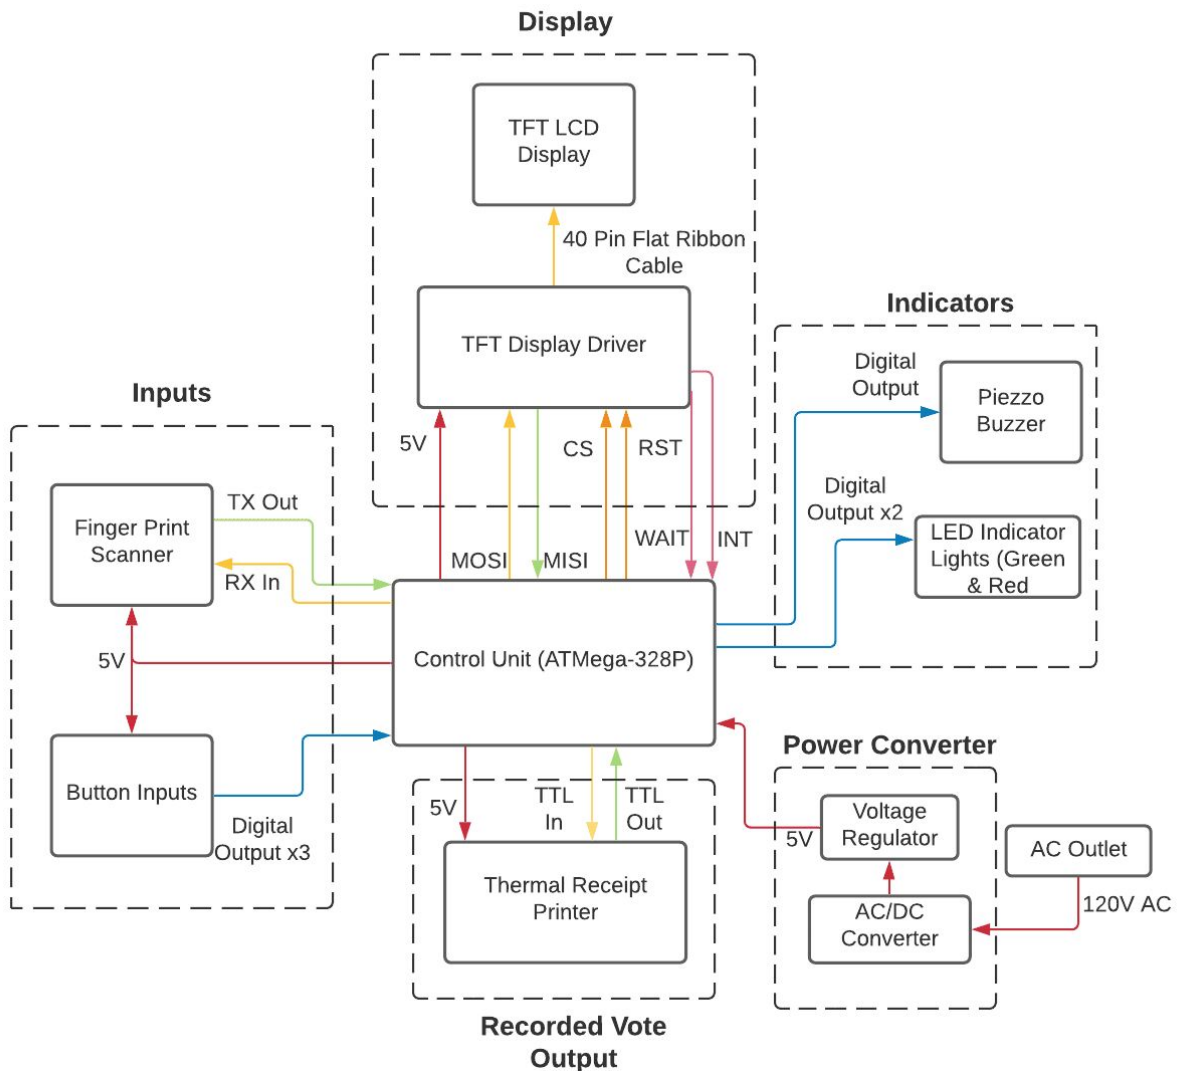 Display
TFT LCD
Display
40 Pin Flat Ribbon
Cable
TFT Display Driver
5V
CS
RST
MOSI
MISI
WAIT
INT
Indicators
Digital
Output
Piezzo
Buzzer
Digital
Output x2
LED Indicator
Lights (Green
& Red
Inputs
Finger Print
Scanner
TX Out
RX In
5V
Button Inputs
Digital
Output x3
Control Unit (ATMega-328P)
5V
TTL
In
TTL
Out
Thermal Receipt
Printer
Recorded Vote
Output
Power Converter
Voltage
Regulator
5V
AC/DC
Converter
AC Outlet
120V AC